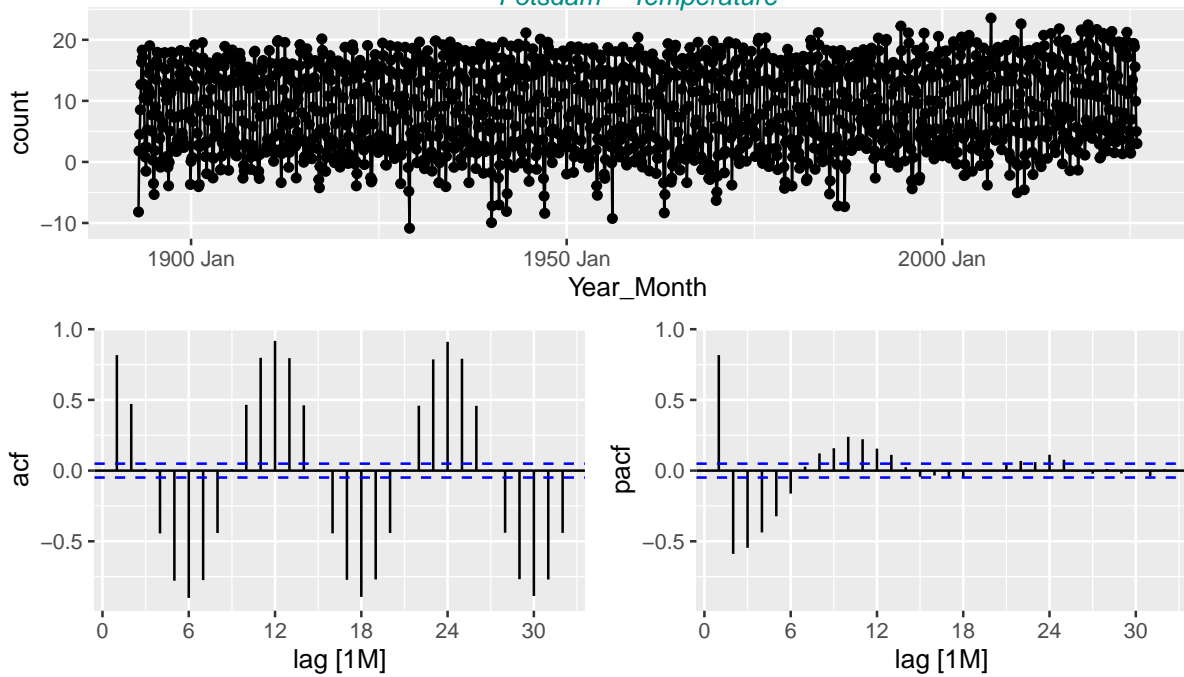 Potsdam – Temperature
20
10
0
−10
count
1900 Jan
1950 Jan
2000 Jan
Year_Month
1.0
0.5
0.0
−0.5
acf
0
6
12
18
24
30
lag [1M]
1.0
0.5
0.0
−0.5
pacf
0
6
12
18
24
30
lag [1M]